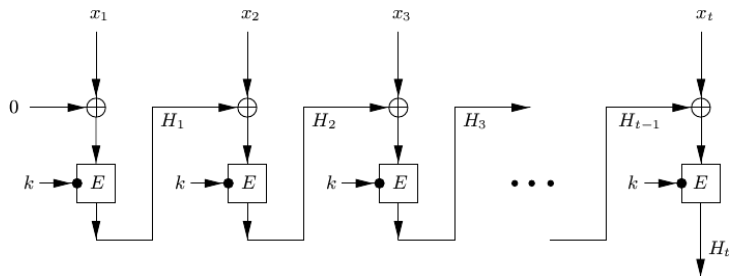 x₁ x₂ x₃ xₜ
0 H₁ H₂ H₃ Hₜ₋₁
k E k E k E • • • k E
Hₜ